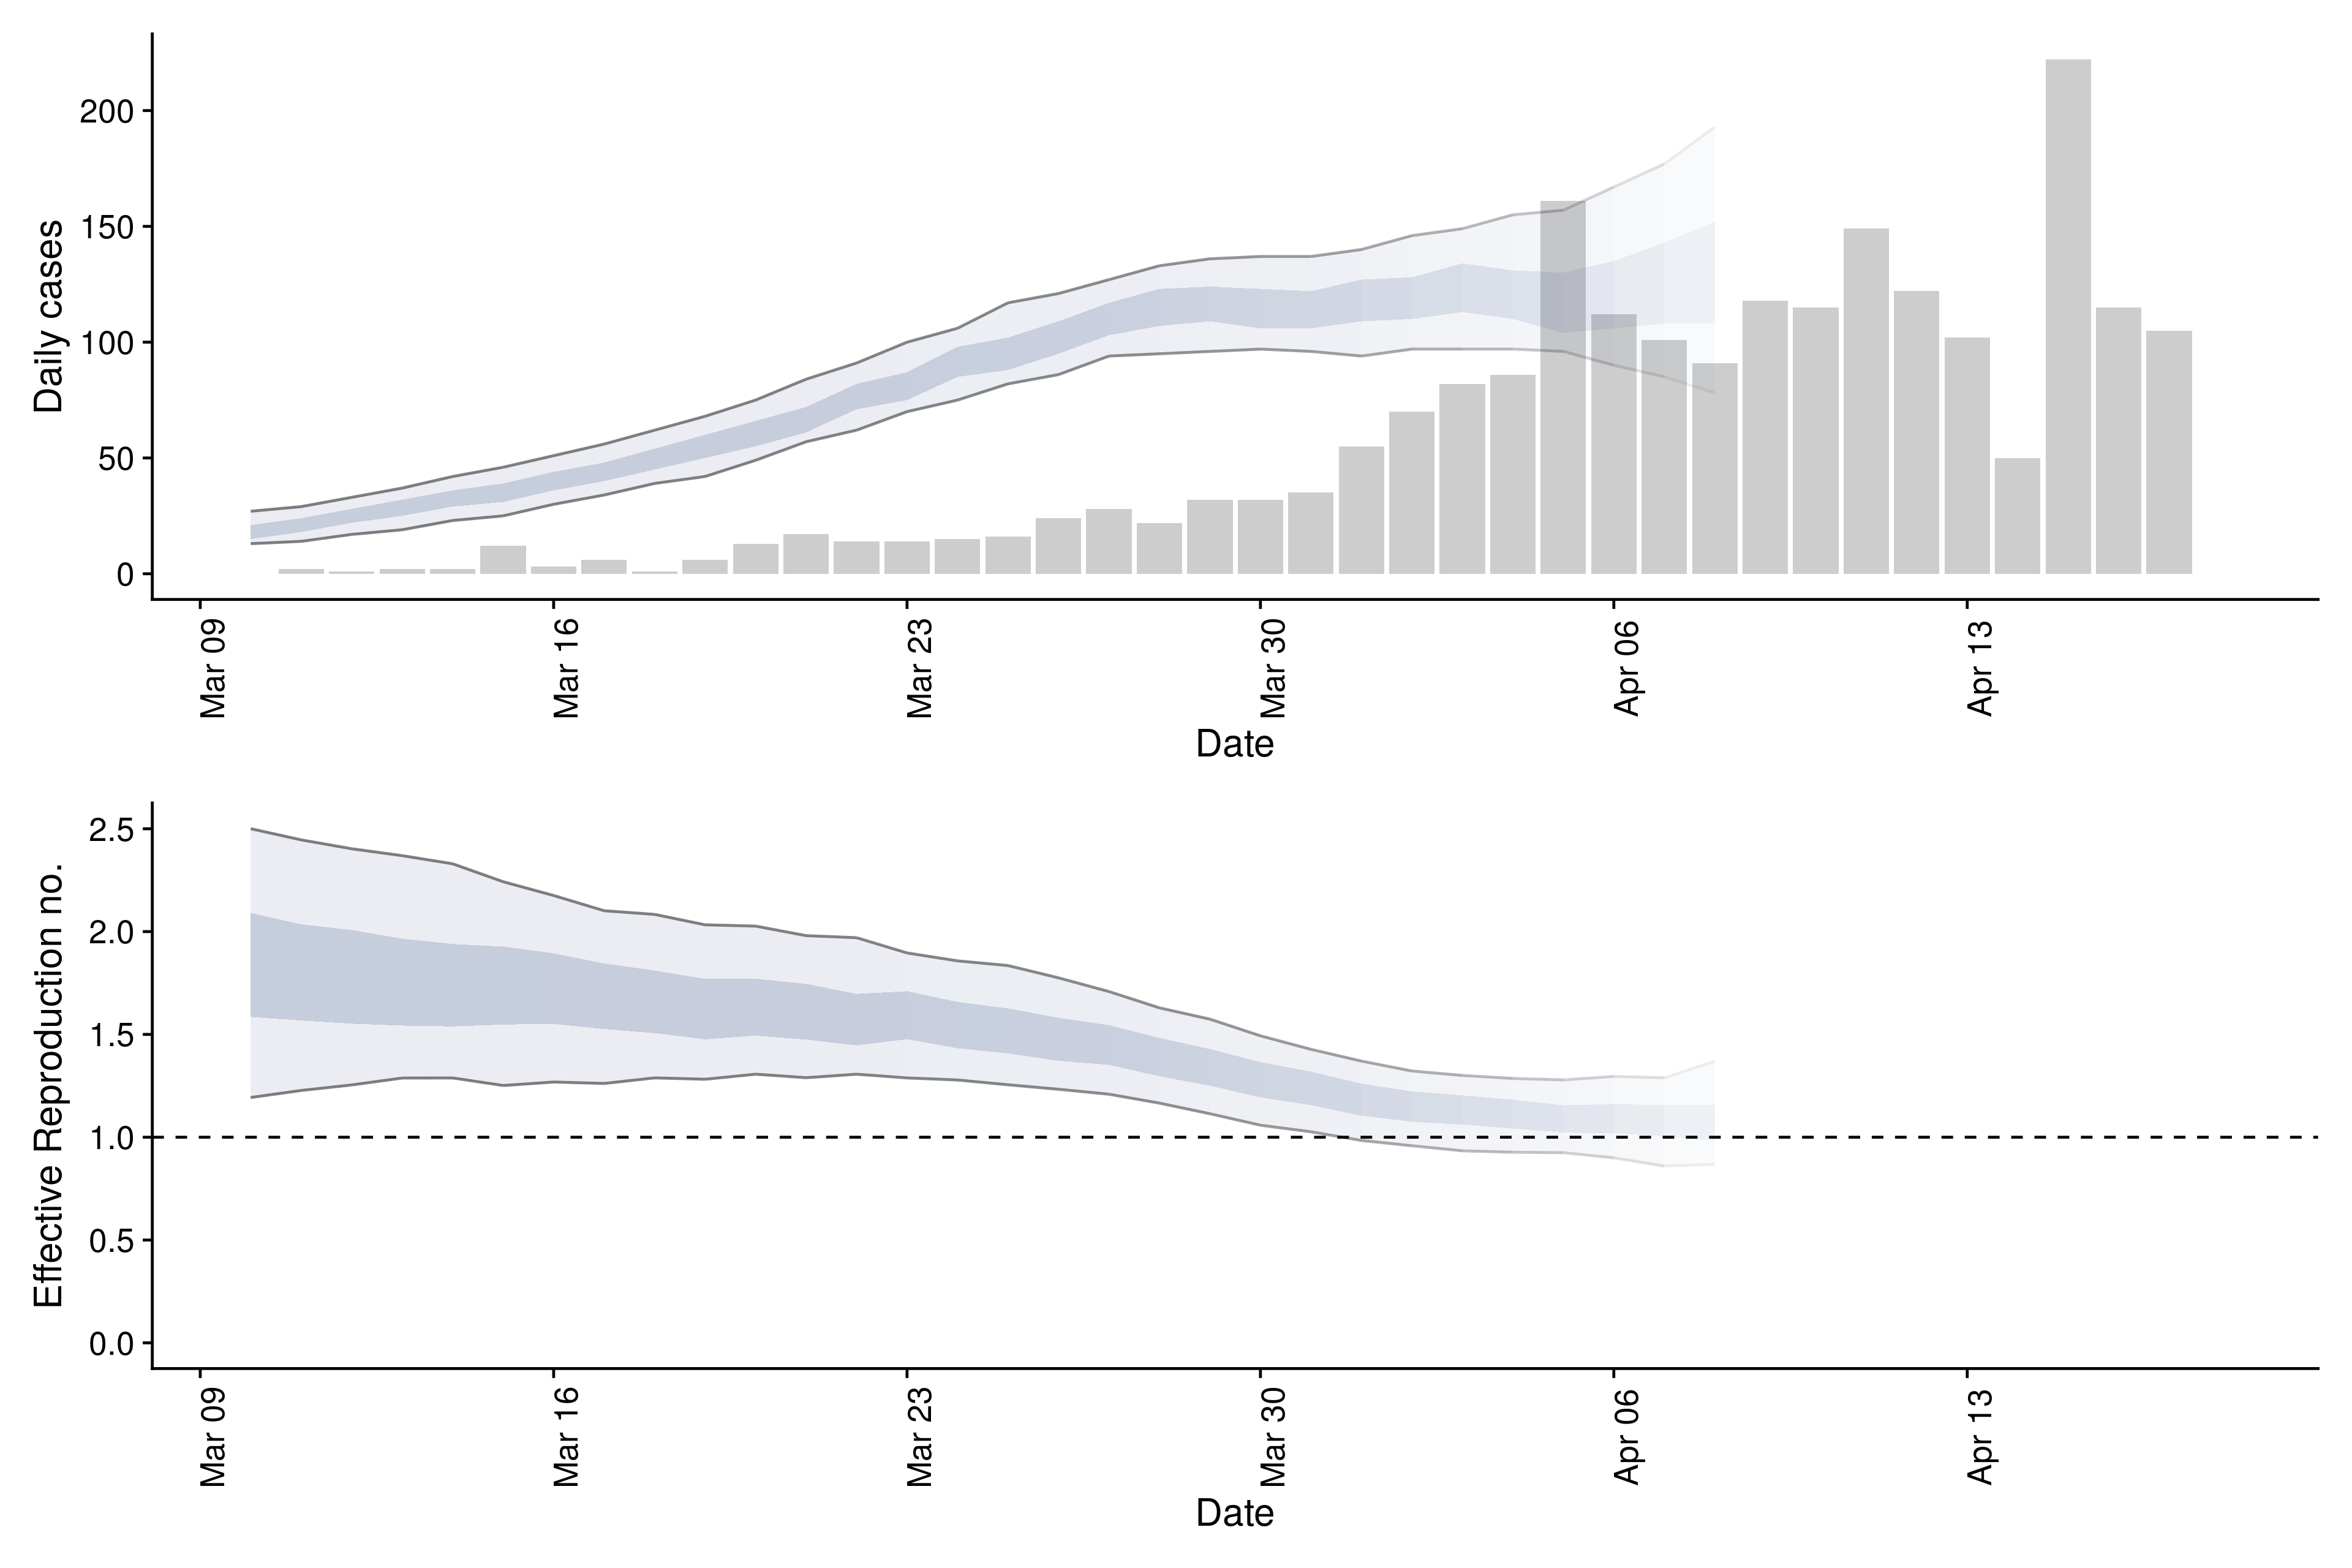 Daily cases
200
150
100
50
0
Mar 09
Mar 16
Mar 23
Mar 30
Apr 06
Apr 13
Date
Effective Reproduction no.
2.5
2.0
1.5
1.0
0.5
0.0
Mar 09
Mar 16
Mar 23
Mar 30
Apr 06
Apr 13
Date